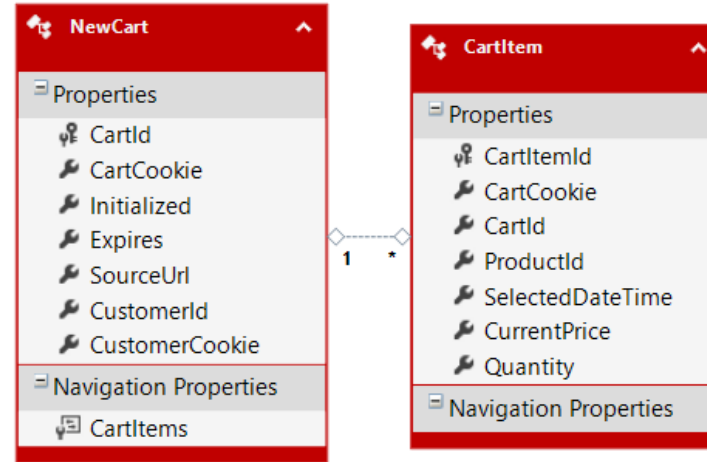 NewCart
Properties
CartId
CartCookie
Initialized
Expires
SourceUrl
CustomerId
CustomerCookie
Navigation Properties
CartItems
1 *
CartItem
Properties
CartItemId
CartCookie
CartId
ProductId
SelectedDateTime
CurrentPrice
Quantity
Navigation Properties